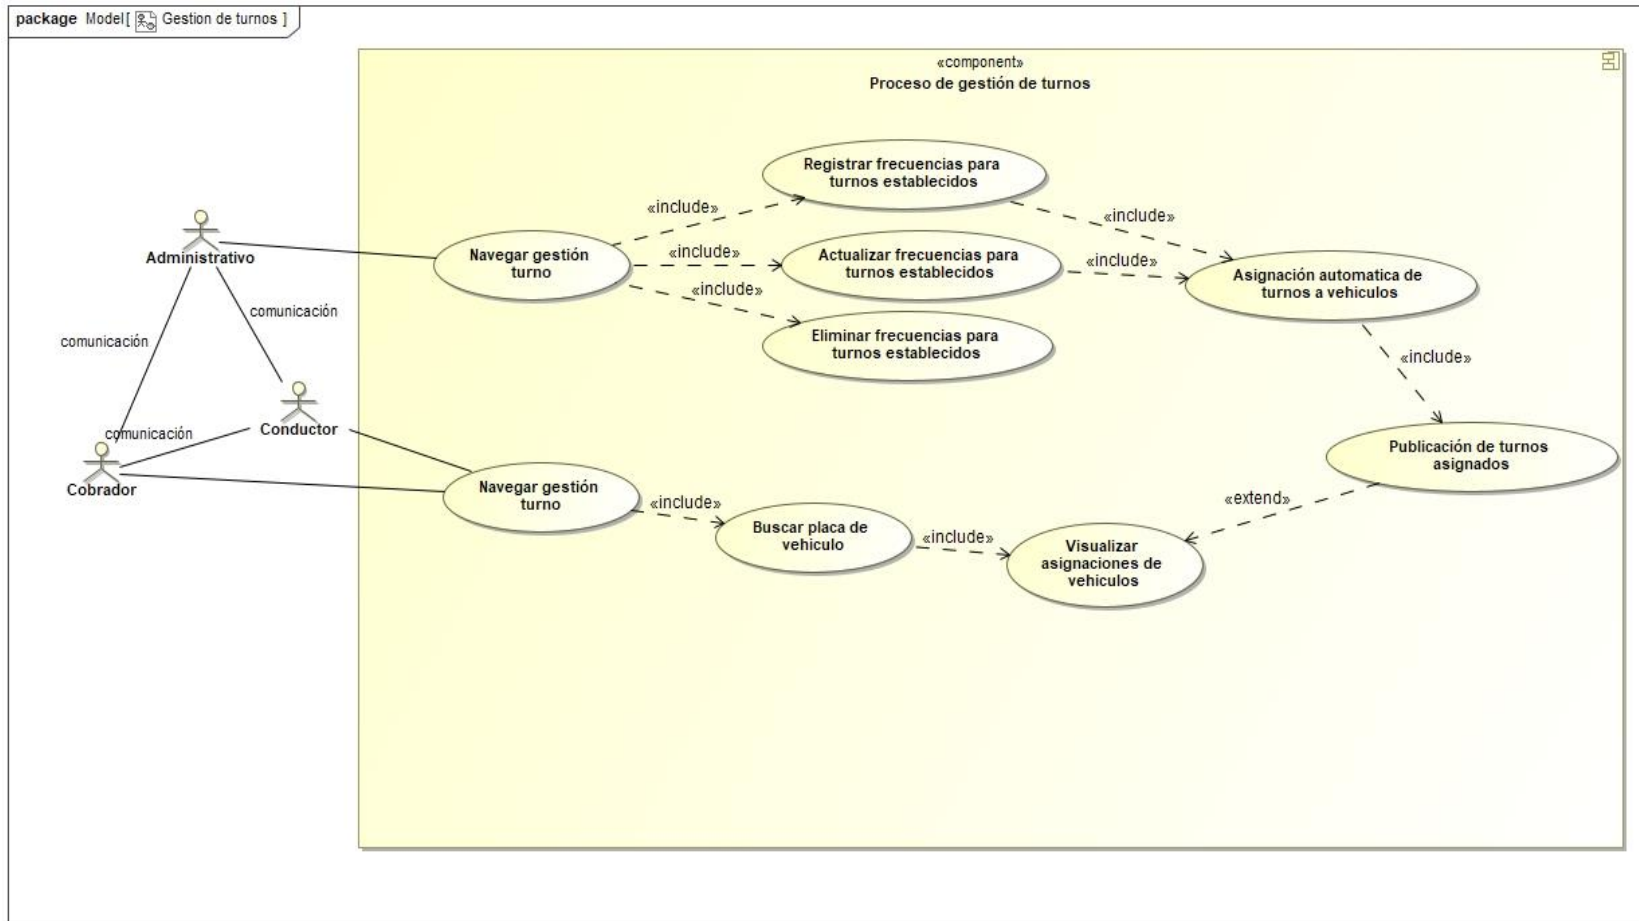 package Model[ Gestion de turnos ]
«component»
Proceso de gestión de turnos
Registrar frecuencias para
turnos establecidos
«include»
«include»
Administrativo
Navegar gestión
turno
«include»
Actualizar frecuencias para
turnos establecidos
«include»
Asignación automatica de
turnos a vehiculos
«include»
comunicación
comunicación
Eliminar frecuencias para
turnos establecidos
«include»
Conductor
comunicación
Cobrador
Publicación de turnos
asignados
Navegar gestión
turno
«include»
«extend»
Buscar placa de
vehiculo
«include»
Visualizar
asignaciones de
vehiculos